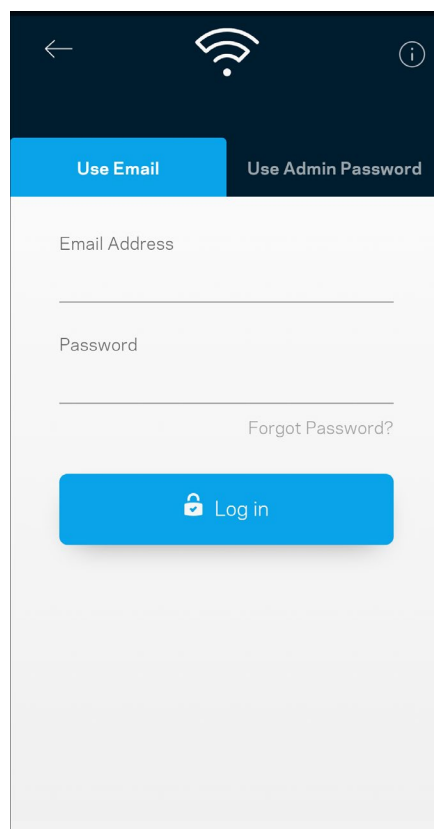 Use Email
Use Admin Password
Email Address
Password
Forgot Password?
Log in